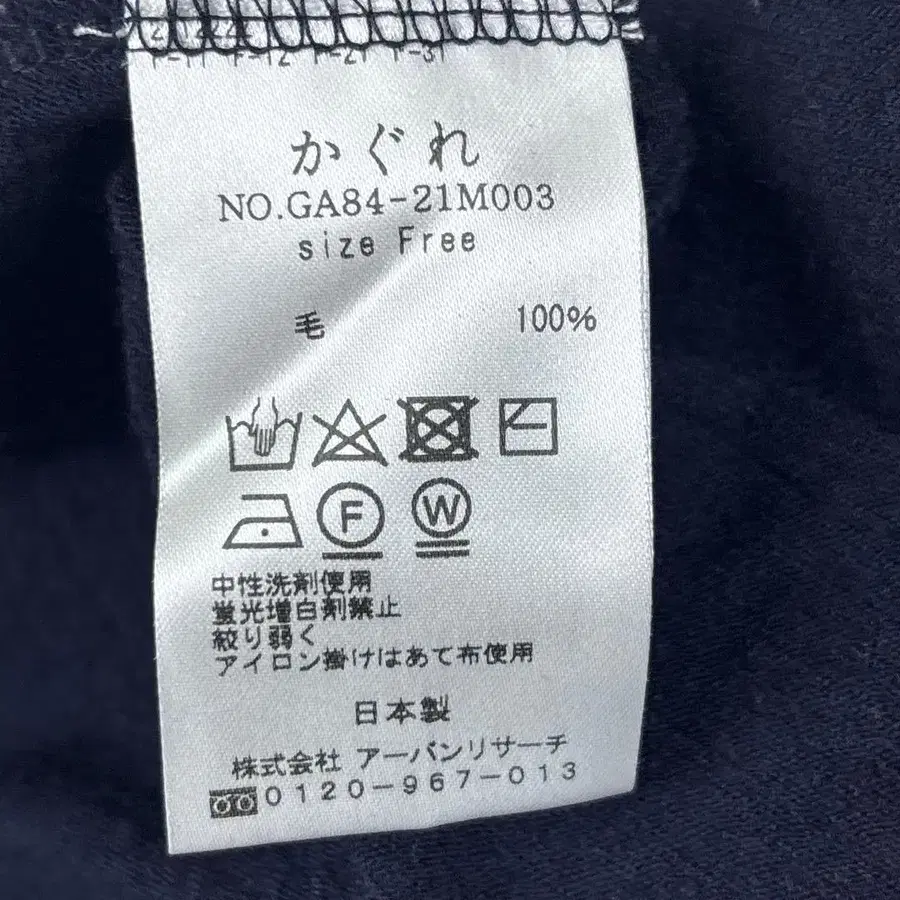 かぐれ
NO.GA84-21M003
size Free
毛 100%
F W
中性洗剤使用
蛍光増白剤禁止
絞り弱く
アイロン掛けはあて布使用
日本製
株式会社 アーバンリサーチ
0120-967-013